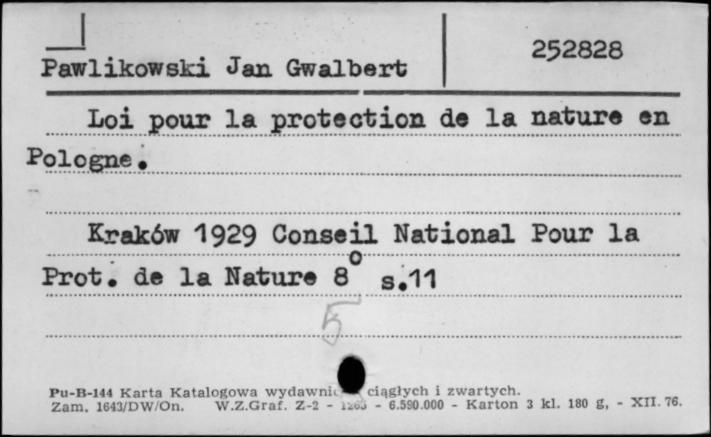 252828
Pawlikowski Jan Gwalbert
Loi pour la protection de la nature en
Pologne.
Kraków 1929 Conseil National Pour la
Prot. de la Nature 8° s.11
5
Pu-B-144 Karta Katalogowa ciągłych i zwartych.
Zam. 1643/DW/On. W.Z.Graf. Z-2 - - 6.590.000 - Karton 3 kl. 180 g, - XII. 76.